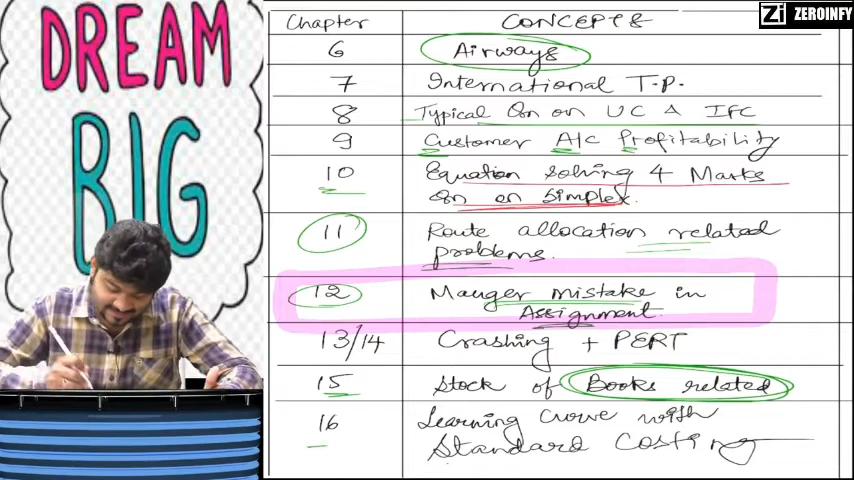 DREAM
BIG
Zi ZEROINFY
Chapter CONCEPTS
6 Airways
7 International T.P.
8 Typical Qn on UC & IFC
9 Customer A/C Profitability
10 Equation solving 4 Marks
Qn on simplex.
11 Route allocation related
problems.
12 Manger mistake in
Assignment.
13/14 Crashing + PERT
15 Stock of Books related
16 Learning Curve with
Standard Costing